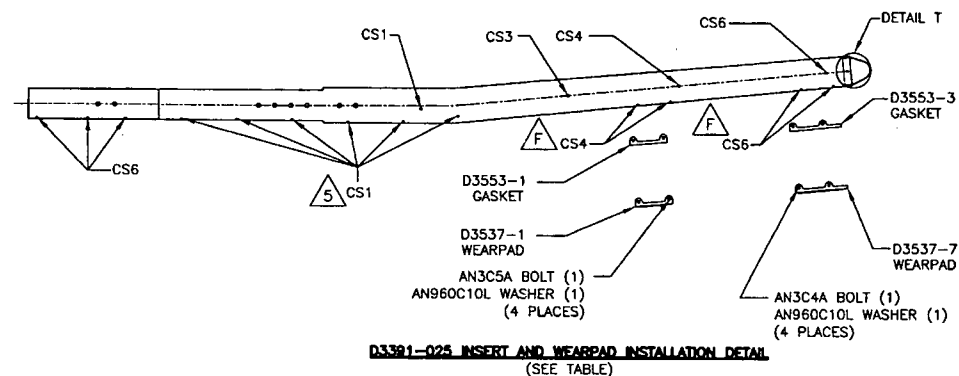 DETAIL T
CS1
CS3
CS4
CS6
D3553-3
GASKET
CS6
5
CS1
F
CS4
F
CS6
D3553-1
GASKET
D3537-1
WEARPAD
D3537-7
WEARPAD
AN3C5A BOLT (1)
AN960C10L WASHER (1)
(4 PLACES)
AN3C4A BOLT (1)
AN960C10L WASHER (1)
(4 PLACES)
D3391-025 INSERT AND WEARPAD INSTALLATION DETAIL
(SEE TABLE)